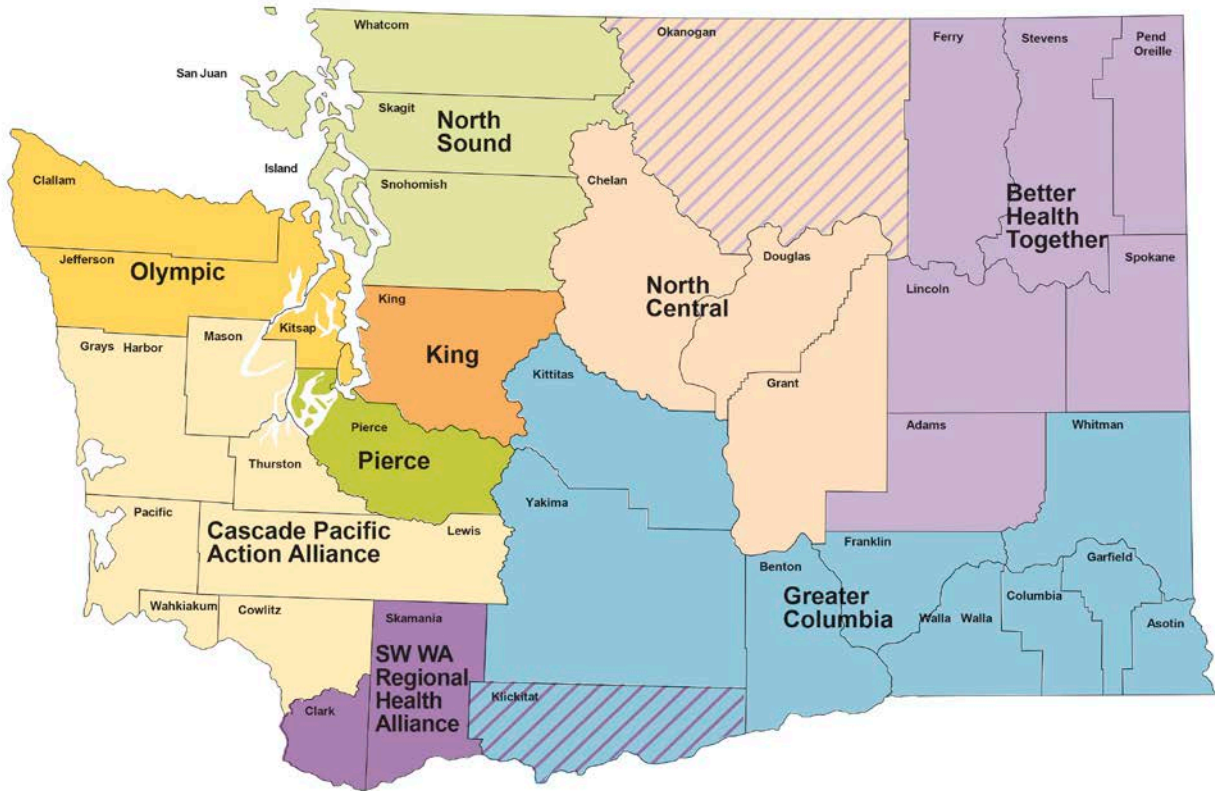 Whatcom
Okanogan
Ferry
Stevens
Pend
Oreille
San Juan
Skagit
North
Sound
Island
Snohomish
Chelan
Clallam
Better
Health
Together
Jefferson
Olympic
Douglas
Spokane
North
Central
Lincoln
King
Kitsap
Mason
Grays Harbor
King
Kittitas
Grant
Pierce
Pierce
Adams
Whitman
Thurston
Yakima
Pacific
Cascade Pacific
Action Alliance
Lewis
Franklin
Benton
Garfield
Greater
Columbia
Columbia
Wahkiakum
Cowlitz
Skamania
Walla Walla
Asotin
SW WA
Regional
Health
Alliance
Klickitat
Clark